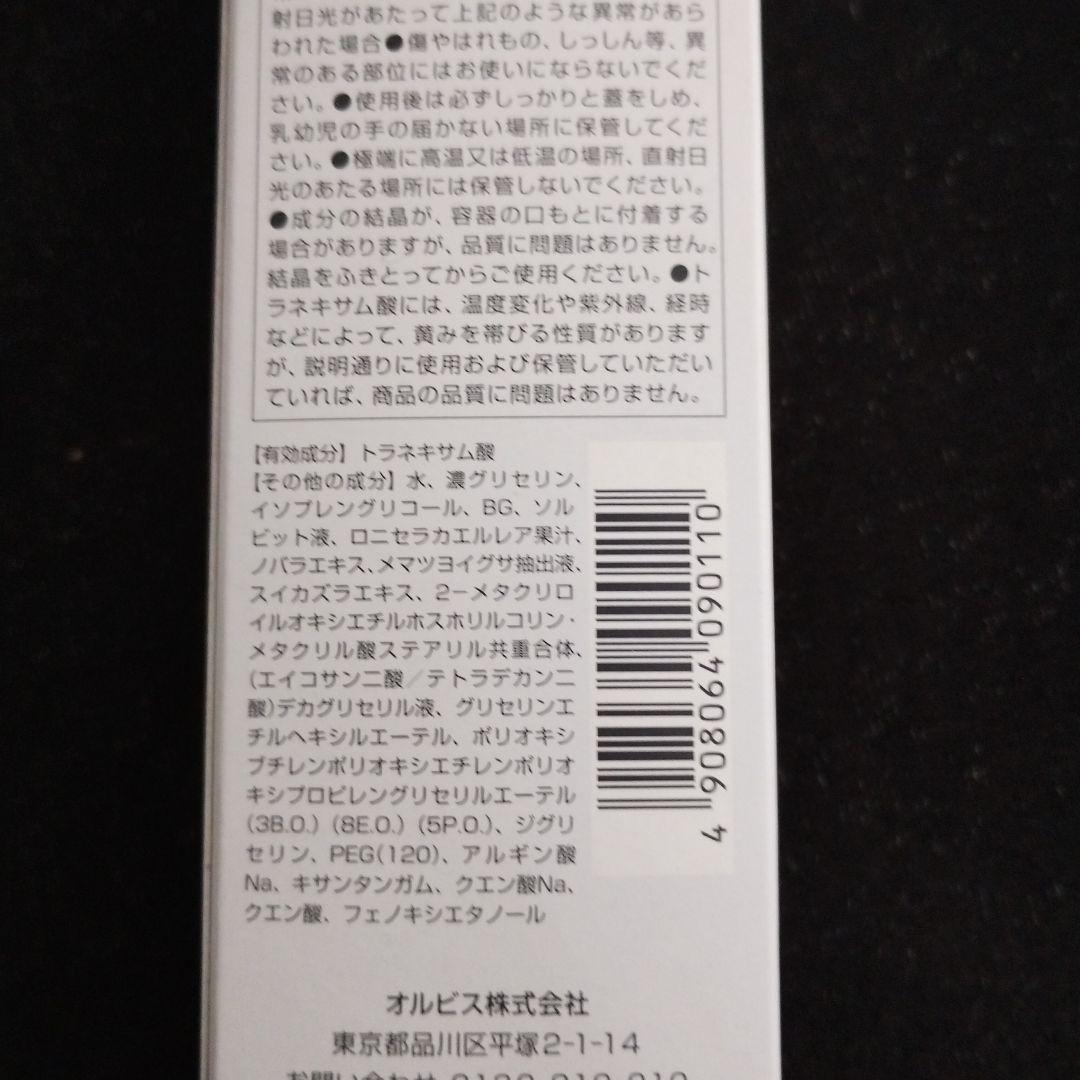 射日光があたって上記のような異常があら
われた場合●傷やはれもの、しっしん等、異
常のある部位にはお使いにならないでくだ
さい。●使用後は必ずしっかりと蓋をしめ、
乳幼児の手の届かない場所に保管してくだ
さい。●極端に高温又は低温の場所、直射日
光のあたる場所には保管しないでください。
●成分の結晶が、容器の口もとに付着する
場合がありますが、品質に問題はありません。
結晶をふきとってからご使用ください。●ト
ラネキサム酸には、温度変化や紫外線、経時
などによって、黄みを帯びる性質があります
が、説明通りに使用および保管していただい
ていれば、商品の品質に問題はありません。
【有効成分】トラネキサム酸
【その他の成分】水、濃グリセリン、
イソプレングリコール、BG、ソル
ビット液、ロニセラカエルレア果汁、
ノバラエキス、メマツヨイグサ抽出液、
スイカズラエキス、2-メタクリロ
イルオキシエチルホスホリルコリン・
メタクリル酸ステアリル共重合体、
(エイコサン二酸/テトラデカン二
酸)デカグリセリル液、グリセリンエ
チルヘキシルエーテル、ポリオキシ
ブチレンポリオキシエチレンポリオ
キシプロピレングリセリルエーテル
(3B.O.)(8E.O.)(5P.O.)、ジグリ
セリン、PEG(120)、アルギン酸
Na、キサンタンガム、クエン酸Na、
クエン酸、フェノキシエタノール
4 908064 090110
オルビス株式会社
東京都品川区平塚2-1-14